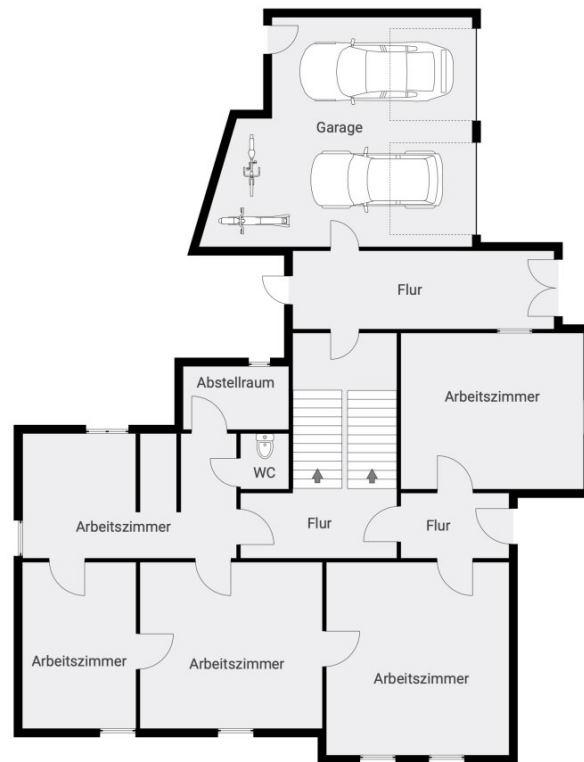 Garage
Flur
Abstellraum
Arbeitszimmer
WC
Arbeitszimmer
Flur
Flur
Arbeitszimmer
Arbeitszimmer
Arbeitszimmer